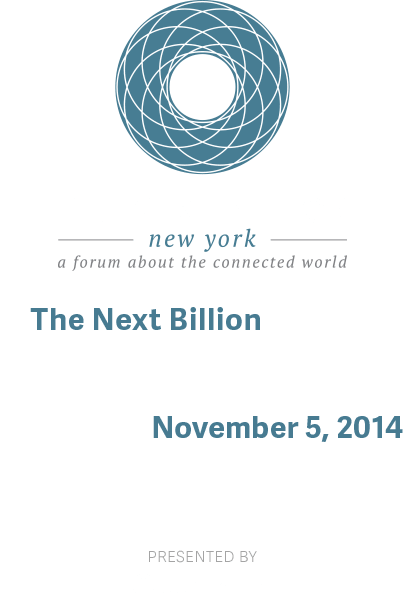 new york
a forum about the connected world
The Next Billion
November 5, 2014
PRESENTED BY